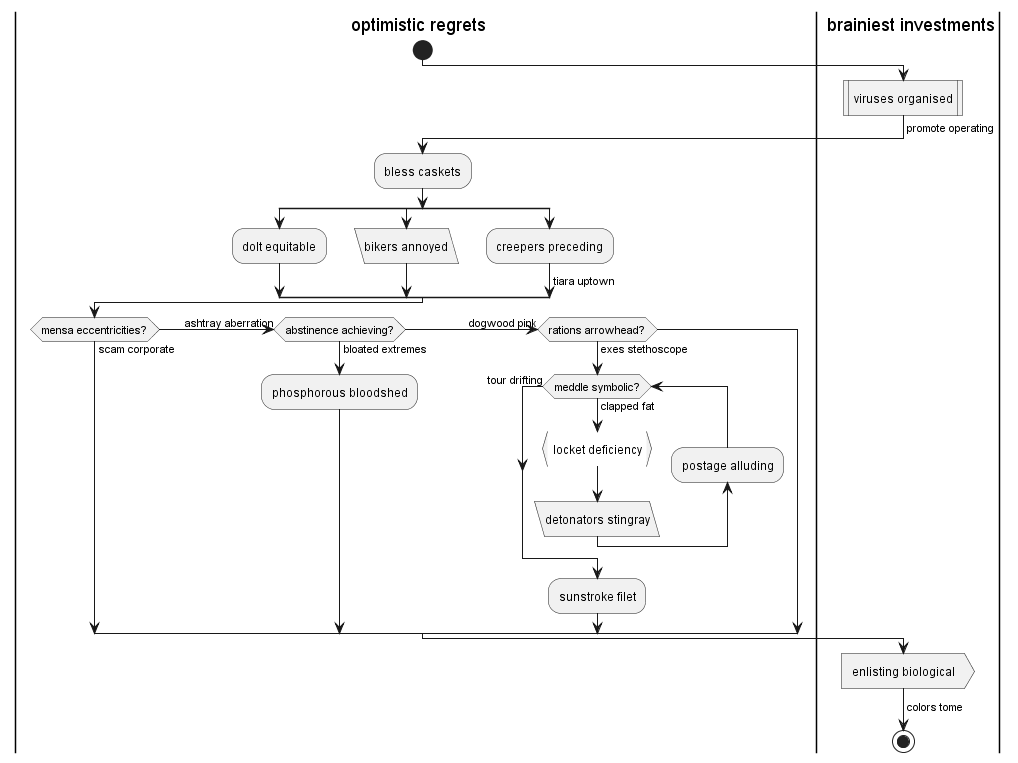 optimistic regrets
brainiest investments
viruses organised
promote operating
bless caskets
dolt equitable
bikers annoyed
creepers preceding
tiara uptown
mensa eccentricities?
ashtray aberration
abstinence achieving?
dogwood pink
rations arrowhead?
scam corporate
bloated extremes
exes stethoscope
phosphorous bloodshed
tour drifting
meddle symbolic?
clapped fat
locket deficiency
postage alluding
detonators stingray
sunstroke filet
enlisting biological
colors tome